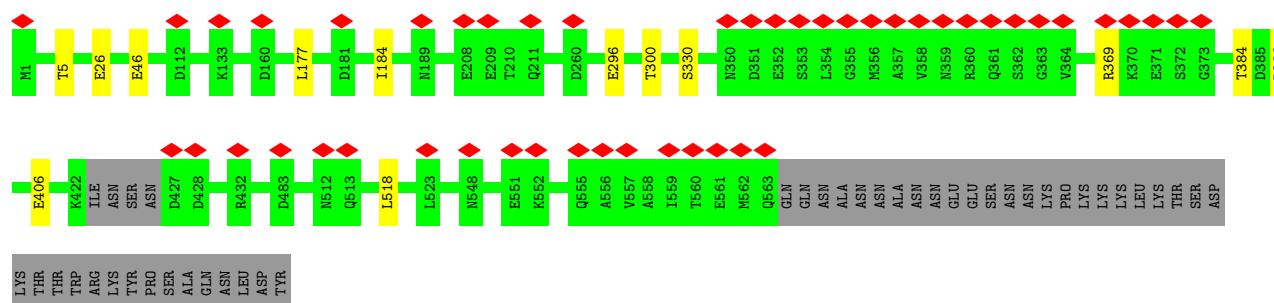 M1 T5 E26 E46 D112 K133 D160 L177 D181 I184 N189 E208 E209 T210 Q211 D260 E296 T300 S330 N350 D351 E352 S353 L354 G355 M356 A357 V358 N359 R360 Q361 S362 G363 V364 R369 K370 E371 S372 G373 T384 D385
E406 K422 ILE ASN SER ASN D427 D428 R432 D483 N512 Q513 L518 L523 N548 E551 K552 Q555 A556 V557 A558 I559 T560 E561 M562 Q563 GLN GLN ASN ALA ASN ASN ALA ASN ASN GLU GLU SER ASN ASN LYS PRO LYS LYS LYS LEU LYS THR SER ASP
LYS THR THR TRP ARG LYS TYR PRO SER ALA GLN ASN LEU ASP TYR